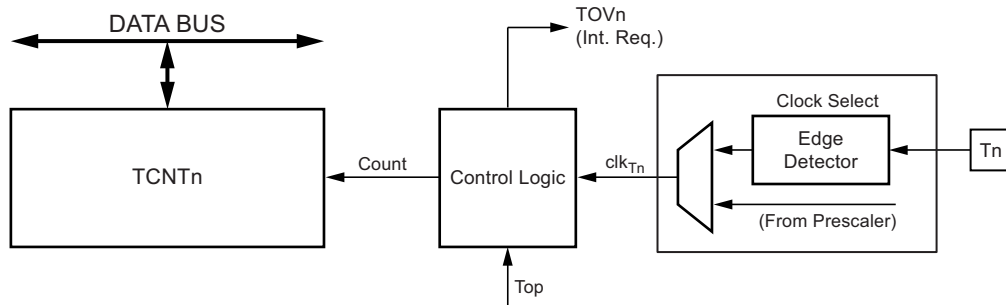 DATA BUS
TOVn
(Int. Req.)
Clock Select
Edge
Detector
Tn
TCNTn
Count
Control Logic
clkTn
(From Prescaler)
Top